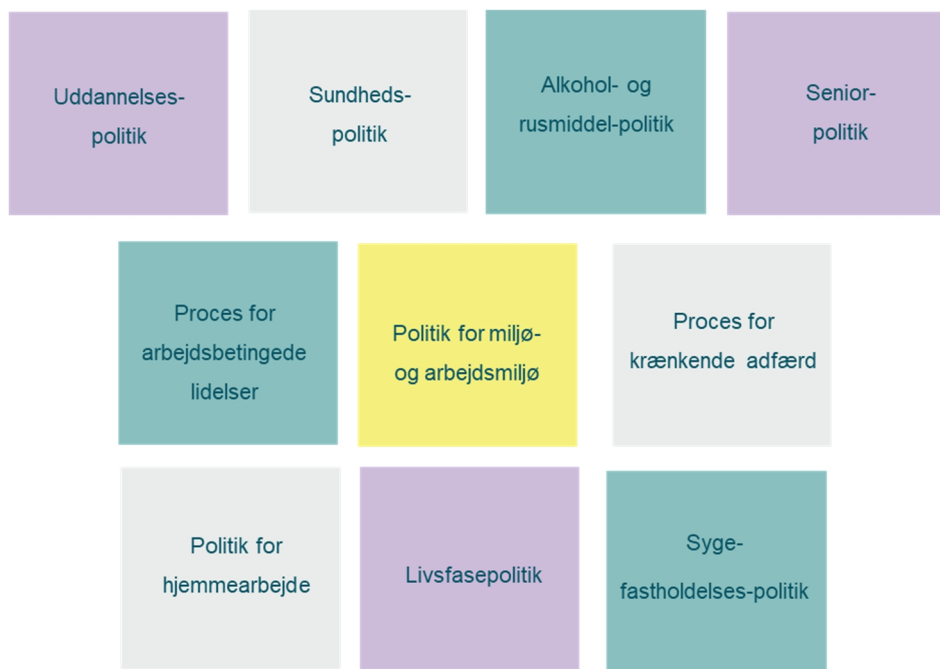 Uddannelses-
politik
Sundheds-
politik
Alkohol- og
rusmiddel-politik
Senior-
politik
Proces for
arbejdsbetingede
lidelser
Politik for miljø-
og arbejdsmiljø
Proces for
krænkende adfærd
Politik for
hjemmearbejde
Livsfasepolitik
Syge-
fastholdelses-politik